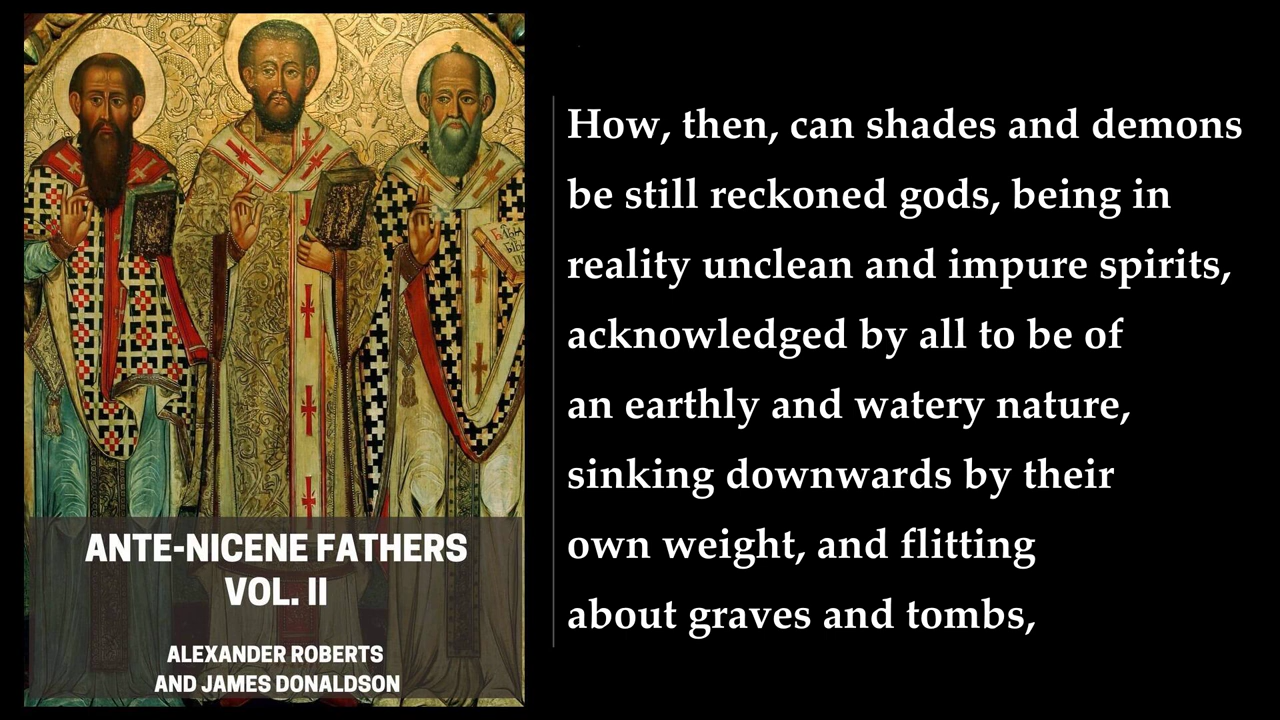 ANTE-NICENE FATHERS
VOL. II
ALEXANDER ROBERTS
AND JAMES DONALDSON
How, then, can shades and demons
be still reckoned gods, being in
reality unclean and impure spirits,
acknowledged by all to be of
an earthly and watery nature,
sinking downwards by their
own weight, and flitting
about graves and tombs,